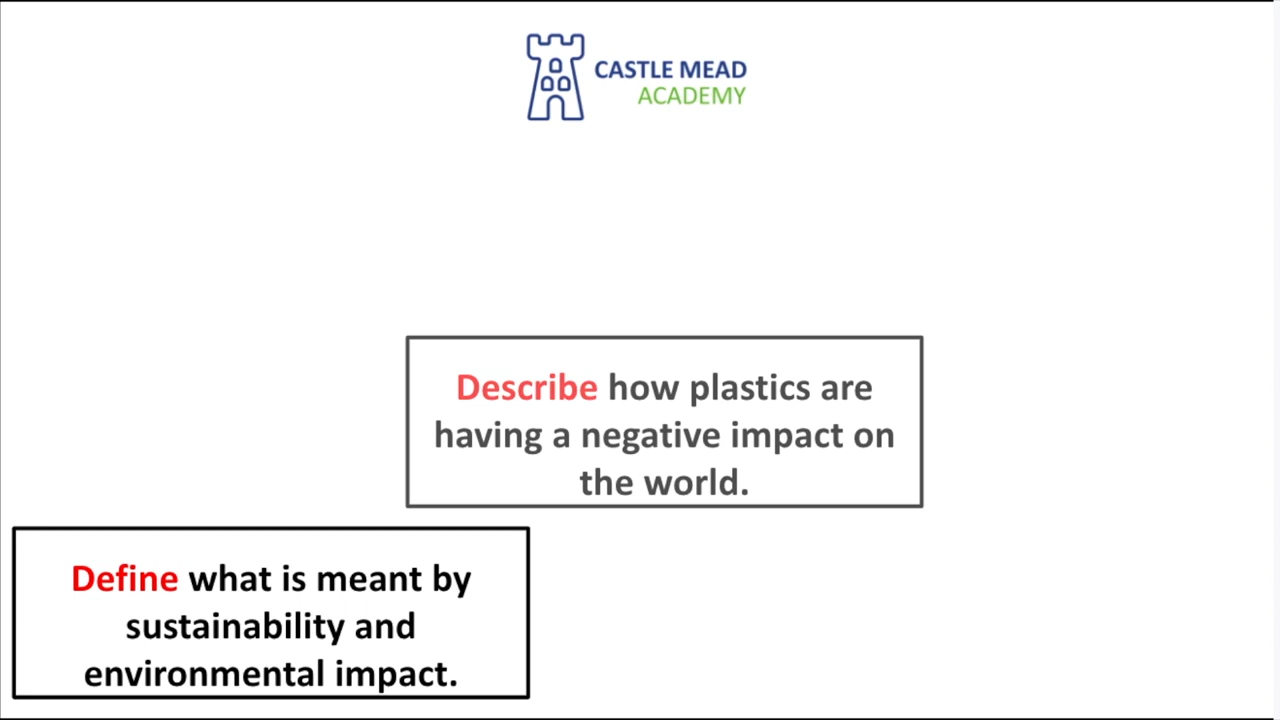 CASTLE MEAD
ACADEMY
Describe how plastics are
having a negative impact on
the world.
Define what is meant by
sustainability and
environmental impact.